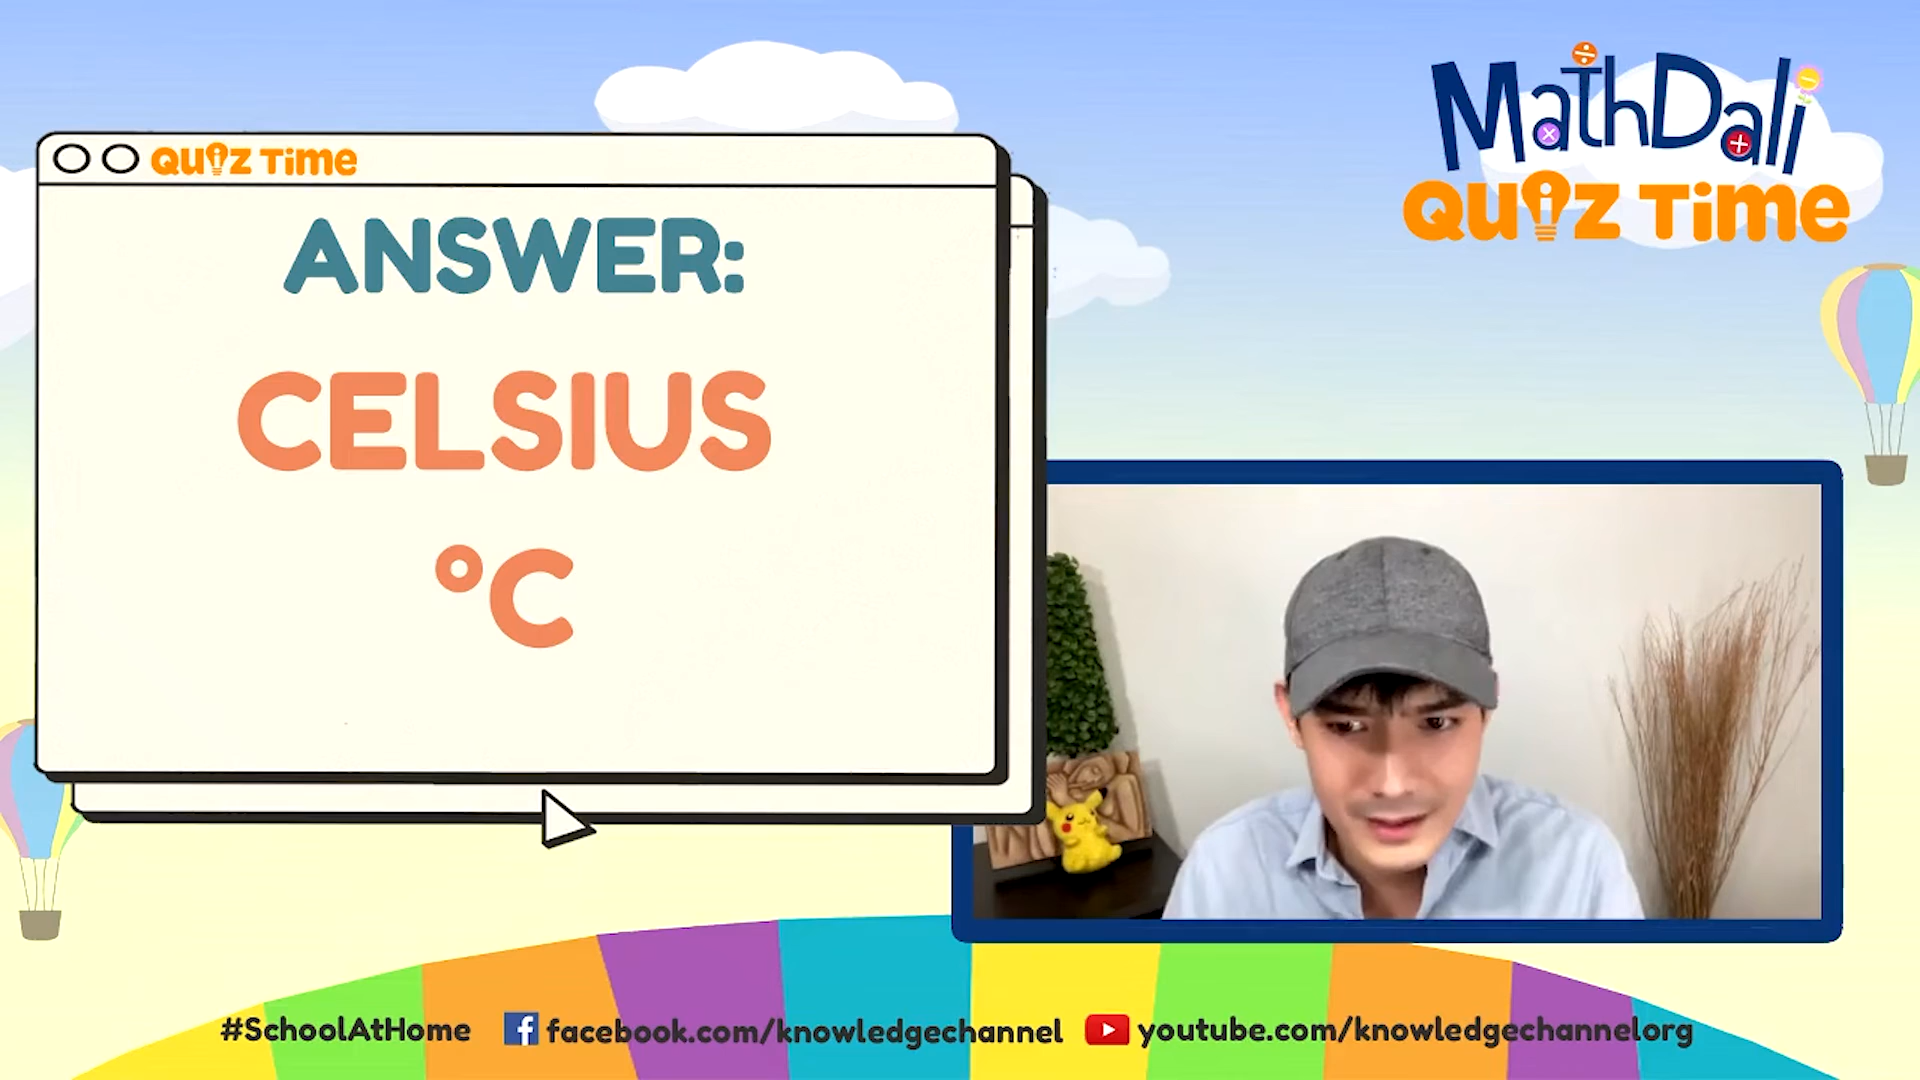 QUIZ TiME
ANSWER:
CELSIUS
°C
MathDali
QUIZ TiME
#SchoolAtHome
facebook.com/knowledgechannel
youtube.com/knowledgechannelorg